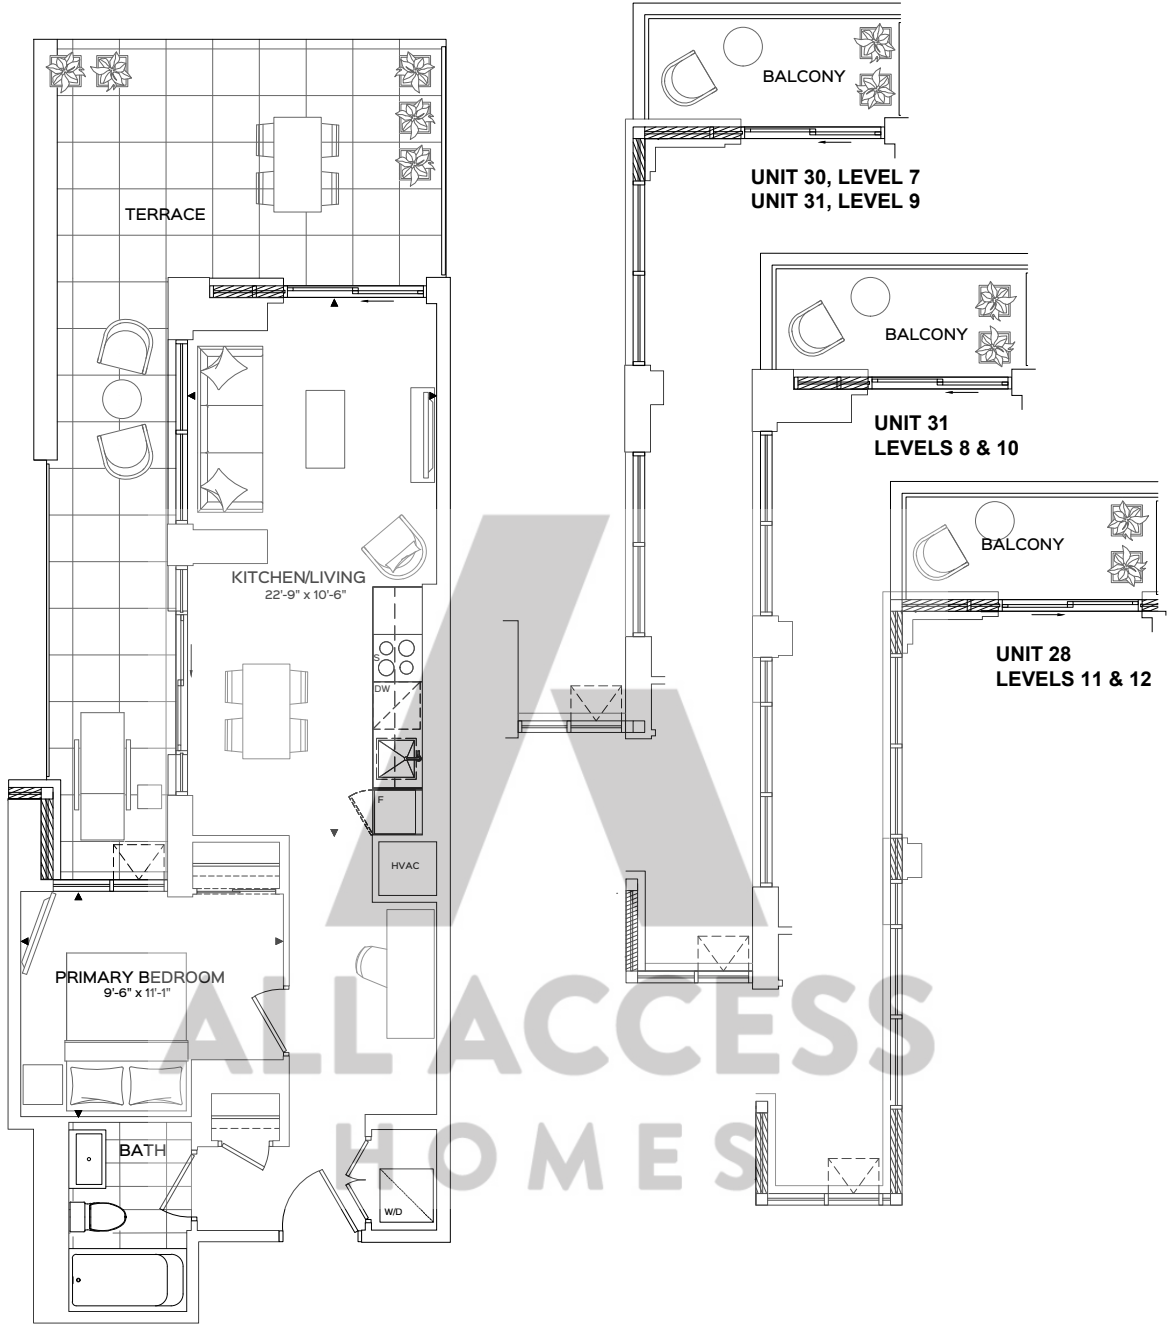 TERRACE
KITCHEN/LIVING
22'-9" x 10'-6"
S
DW
F
HVAC
PRIMARY BEDROOM
9'-6" x 11'-1"
BATH
W/D
BALCONY
UNIT 30, LEVEL 7
UNIT 31, LEVEL 9
BALCONY
UNIT 31
LEVELS 8 & 10
BALCONY
UNIT 28
LEVELS 11 & 12
ALL ACCESS
HOMES